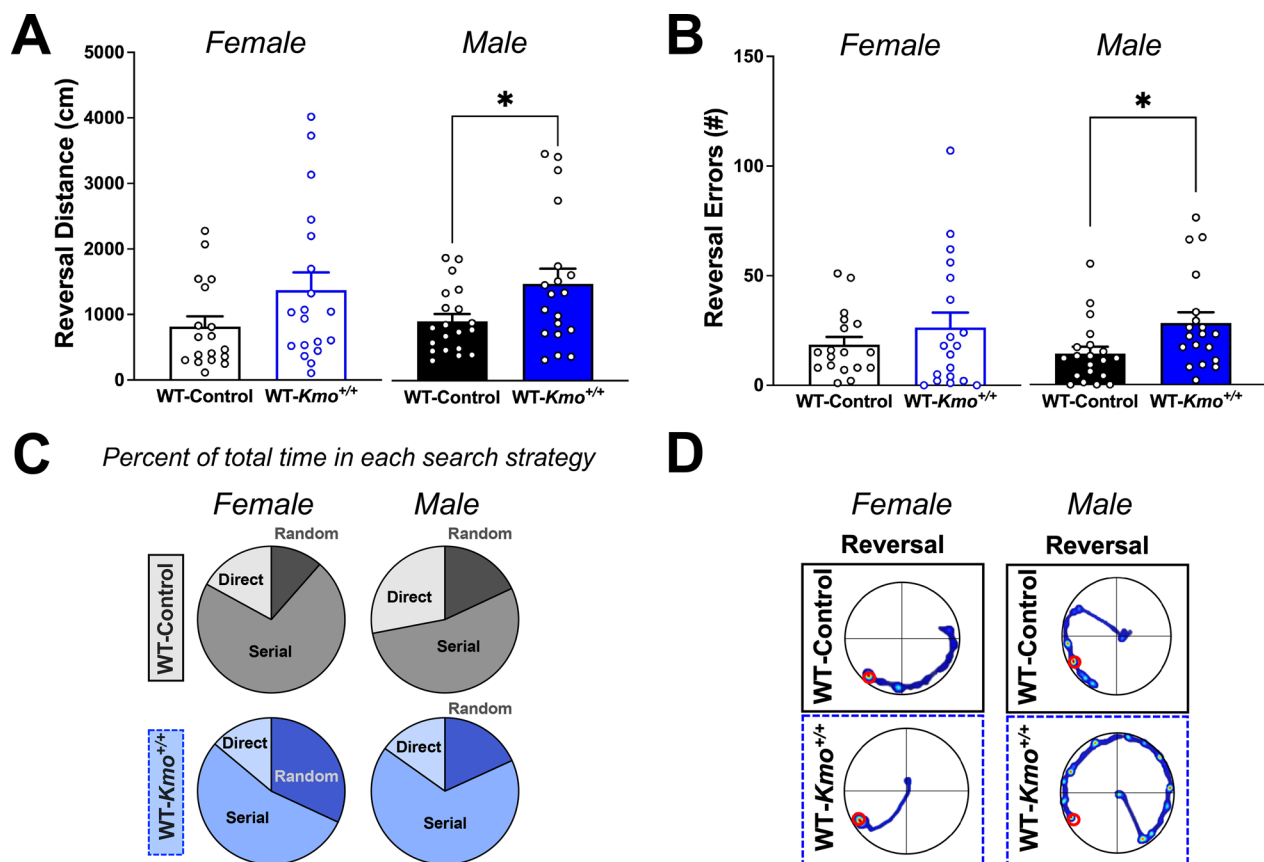 A
Female
Male
Reversal Distance (cm)
5000
4000
3000
2000
1000
0
*
WT-Control
WT-Kmo+/+
WT-Control
WT-Kmo+/+
B
Female
Male
Reversal Errors (#)
150
100
50
0
*
WT-Control
WT-Kmo+/+
WT-Control
WT-Kmo+/+
C
Percent of total time in each search strategy
Female
Male
WT-Control
Random
Direct
Serial
Random
Direct
Serial
WT-Kmo+/+
Direct
Random
Serial
Random
Direct
Serial
D
Female
Male
Reversal
Reversal
WT-Control
WT-Control
WT-Kmo+/+
WT-Kmo+/+